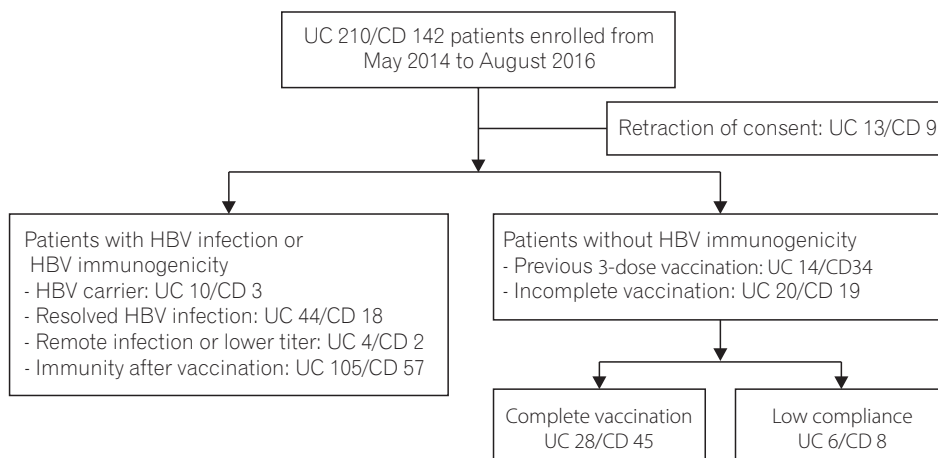 UC 210/CD 142 patients enrolled from
May 2014 to August 2016
Retraction of consent: UC 13/CD 9
Patients with HBV infection or
HBV immunogenicity
- HBV carrier: UC 10/CD 3
- Resolved HBV infection: UC 44/CD 18
- Remote infection or lower titer: UC 4/CD 2
- Immunity after vaccination: UC 105/CD 57
Patients without HBV immunogenicity
- Previous 3-dose vaccination: UC 14/CD34
- Incomplete vaccination: UC 20/CD 19
Complete vaccination
UC 28/CD 45
Low compliance
UC 6/CD 8